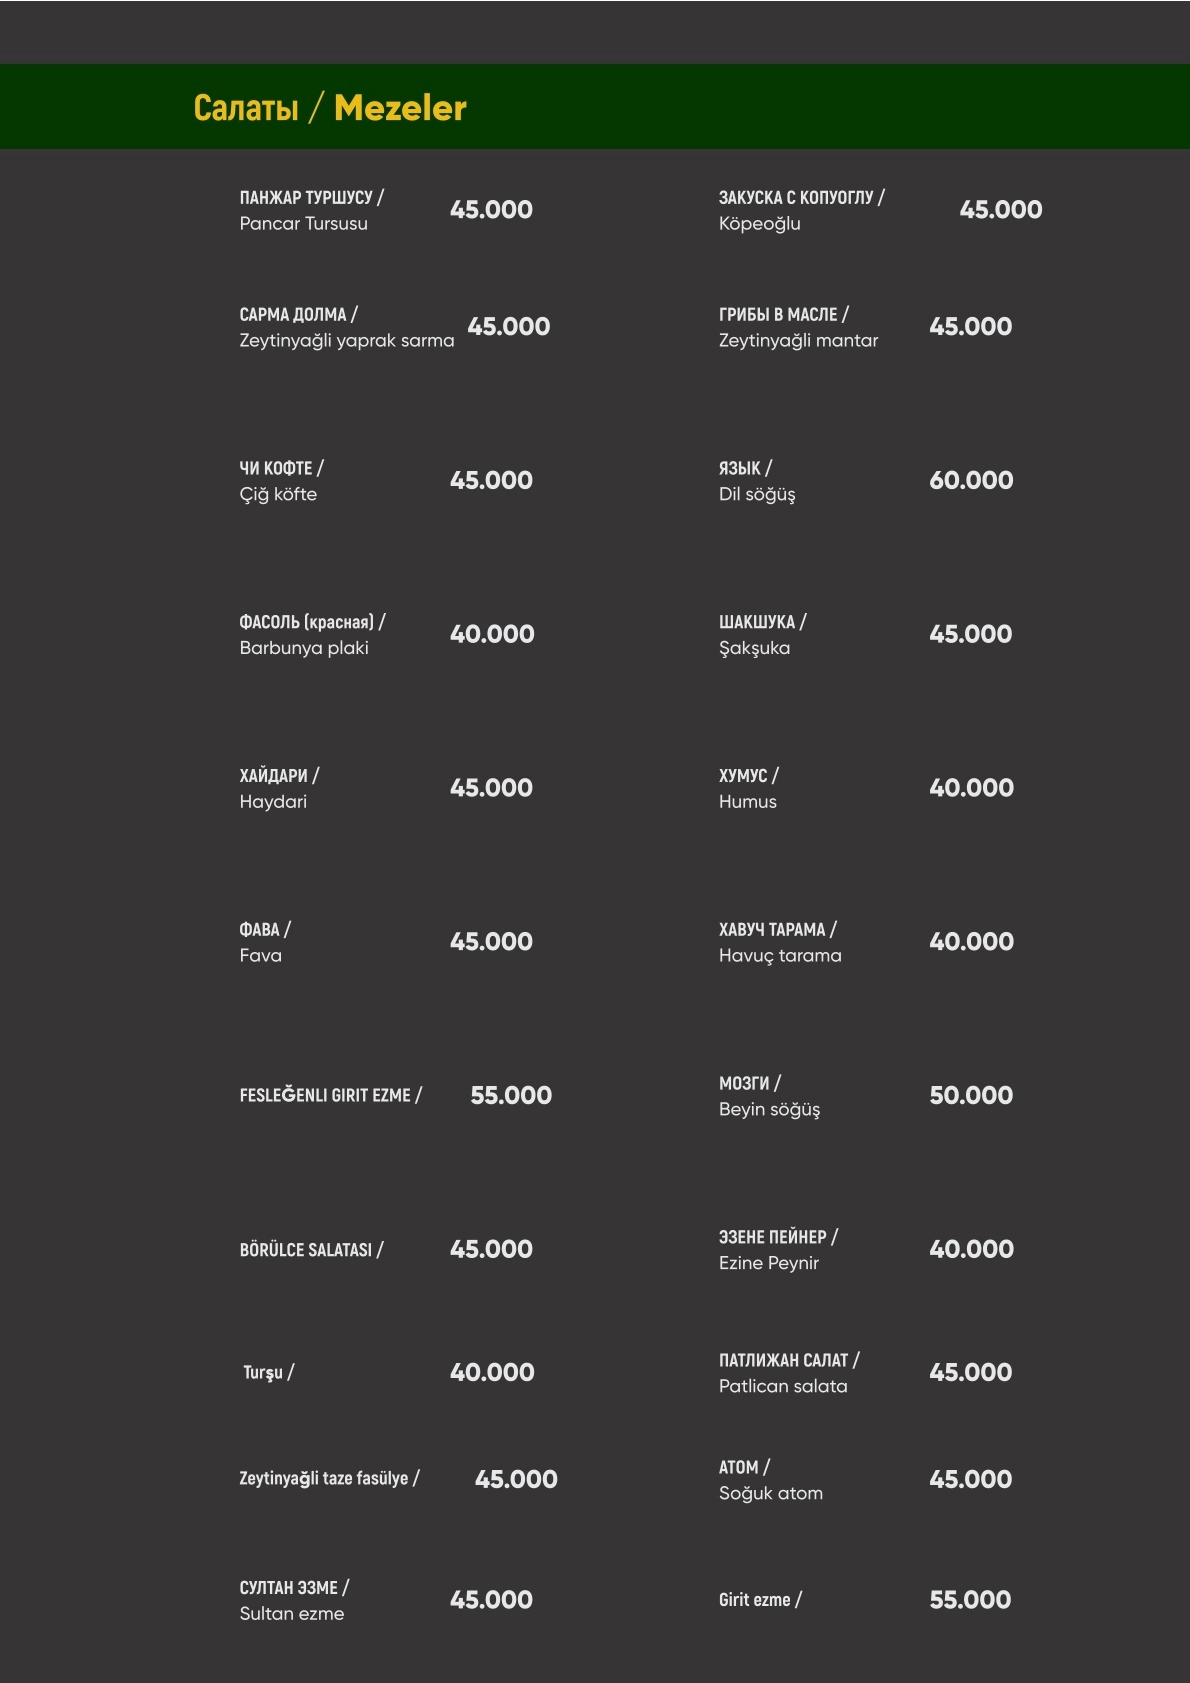 Салаты / Mezeler
ПАНЖАР ТУРШУСУ /
Pancar Tursusu
45.000
ЗАКУСКА С КОПУОГЛУ /
Köpeoğlu
45.000
САРМА ДОЛМА /
Zeytinyağli yaprak sarma
45.000
ГРИБЫ В МАСЛЕ /
Zeytinyağli mantar
45.000
ЧИ КОФТЕ /
Çiğ köfte
45.000
ЯЗЫК /
Dil söğüş
60.000
ФАСОЛЬ (красная) /
Barbunya plaki
40.000
ШАКШУКА /
Şakşuka
45.000
ХАЙДАРИ /
Haydari
45.000
ХУМУС /
Humus
40.000
ФАВА /
Fava
45.000
ХАВУЧ ТАРАМА /
Havuç tarama
40.000
FESLEĞENLI GIRIT EZME /
55.000
МОЗГИ /
Beyin söğüş
50.000
BÖRÜLCE SALATASI /
45.000
ЭЗЕНЕ ПЕЙНЕР /
Ezine Peynir
40.000
Turşu /
40.000
ПАТЛИЖАН САЛАТ /
Patlican salata
45.000
Zeytinyağli taze fasülye /
45.000
АТОМ /
Soğuk atom
45.000
СУЛТАН ЭЗМЕ /
Sultan ezme
45.000
Girit ezme /
55.000